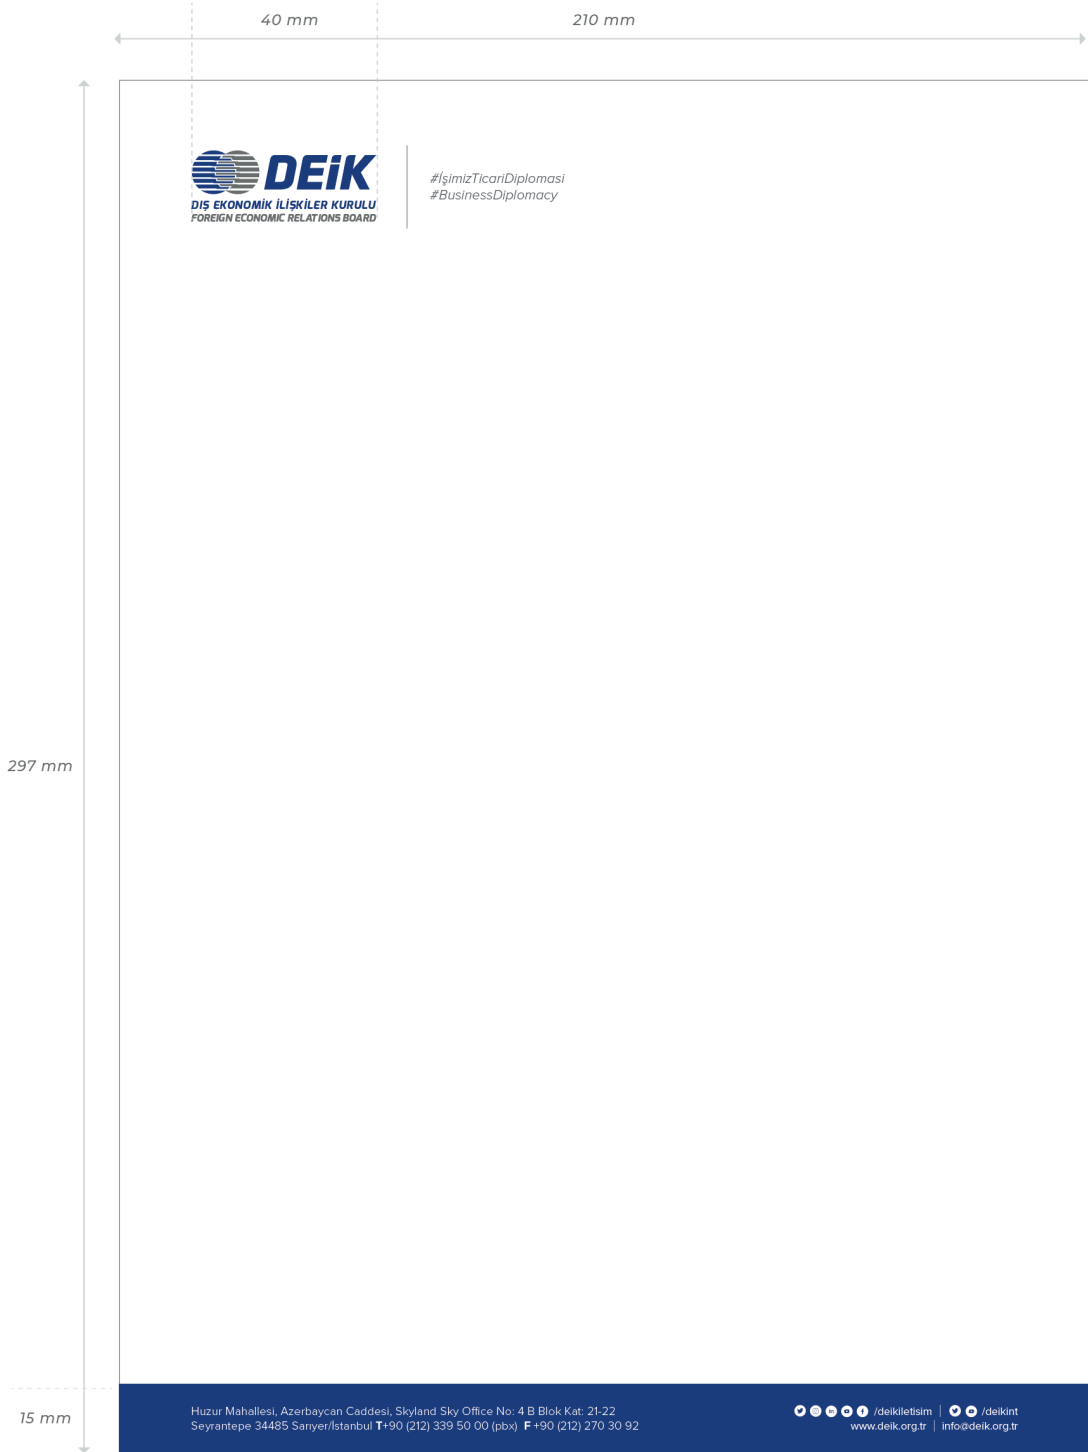 40 mm
210 mm
DEiK
DIŞ EKONOMİK İLİŞKİLER KURULU
FOREIGN ECONOMIC RELATIONS BOARD
#İşimizTicariDiplomasi
#BusinessDiplomacy
297 mm
15 mm
Huzur Mahallesi, Azerbaycan Caddesi, Skyland Sky Office No: 4 B Blok Kat: 21-22
Seyrantepe 34485 Sarıyer/İstanbul T+90 (212) 339 50 00 (pbx) F +90 (212) 270 30 92
/deikiletisim | /deikint
www.deik.org.tr | info@deik.org.tr